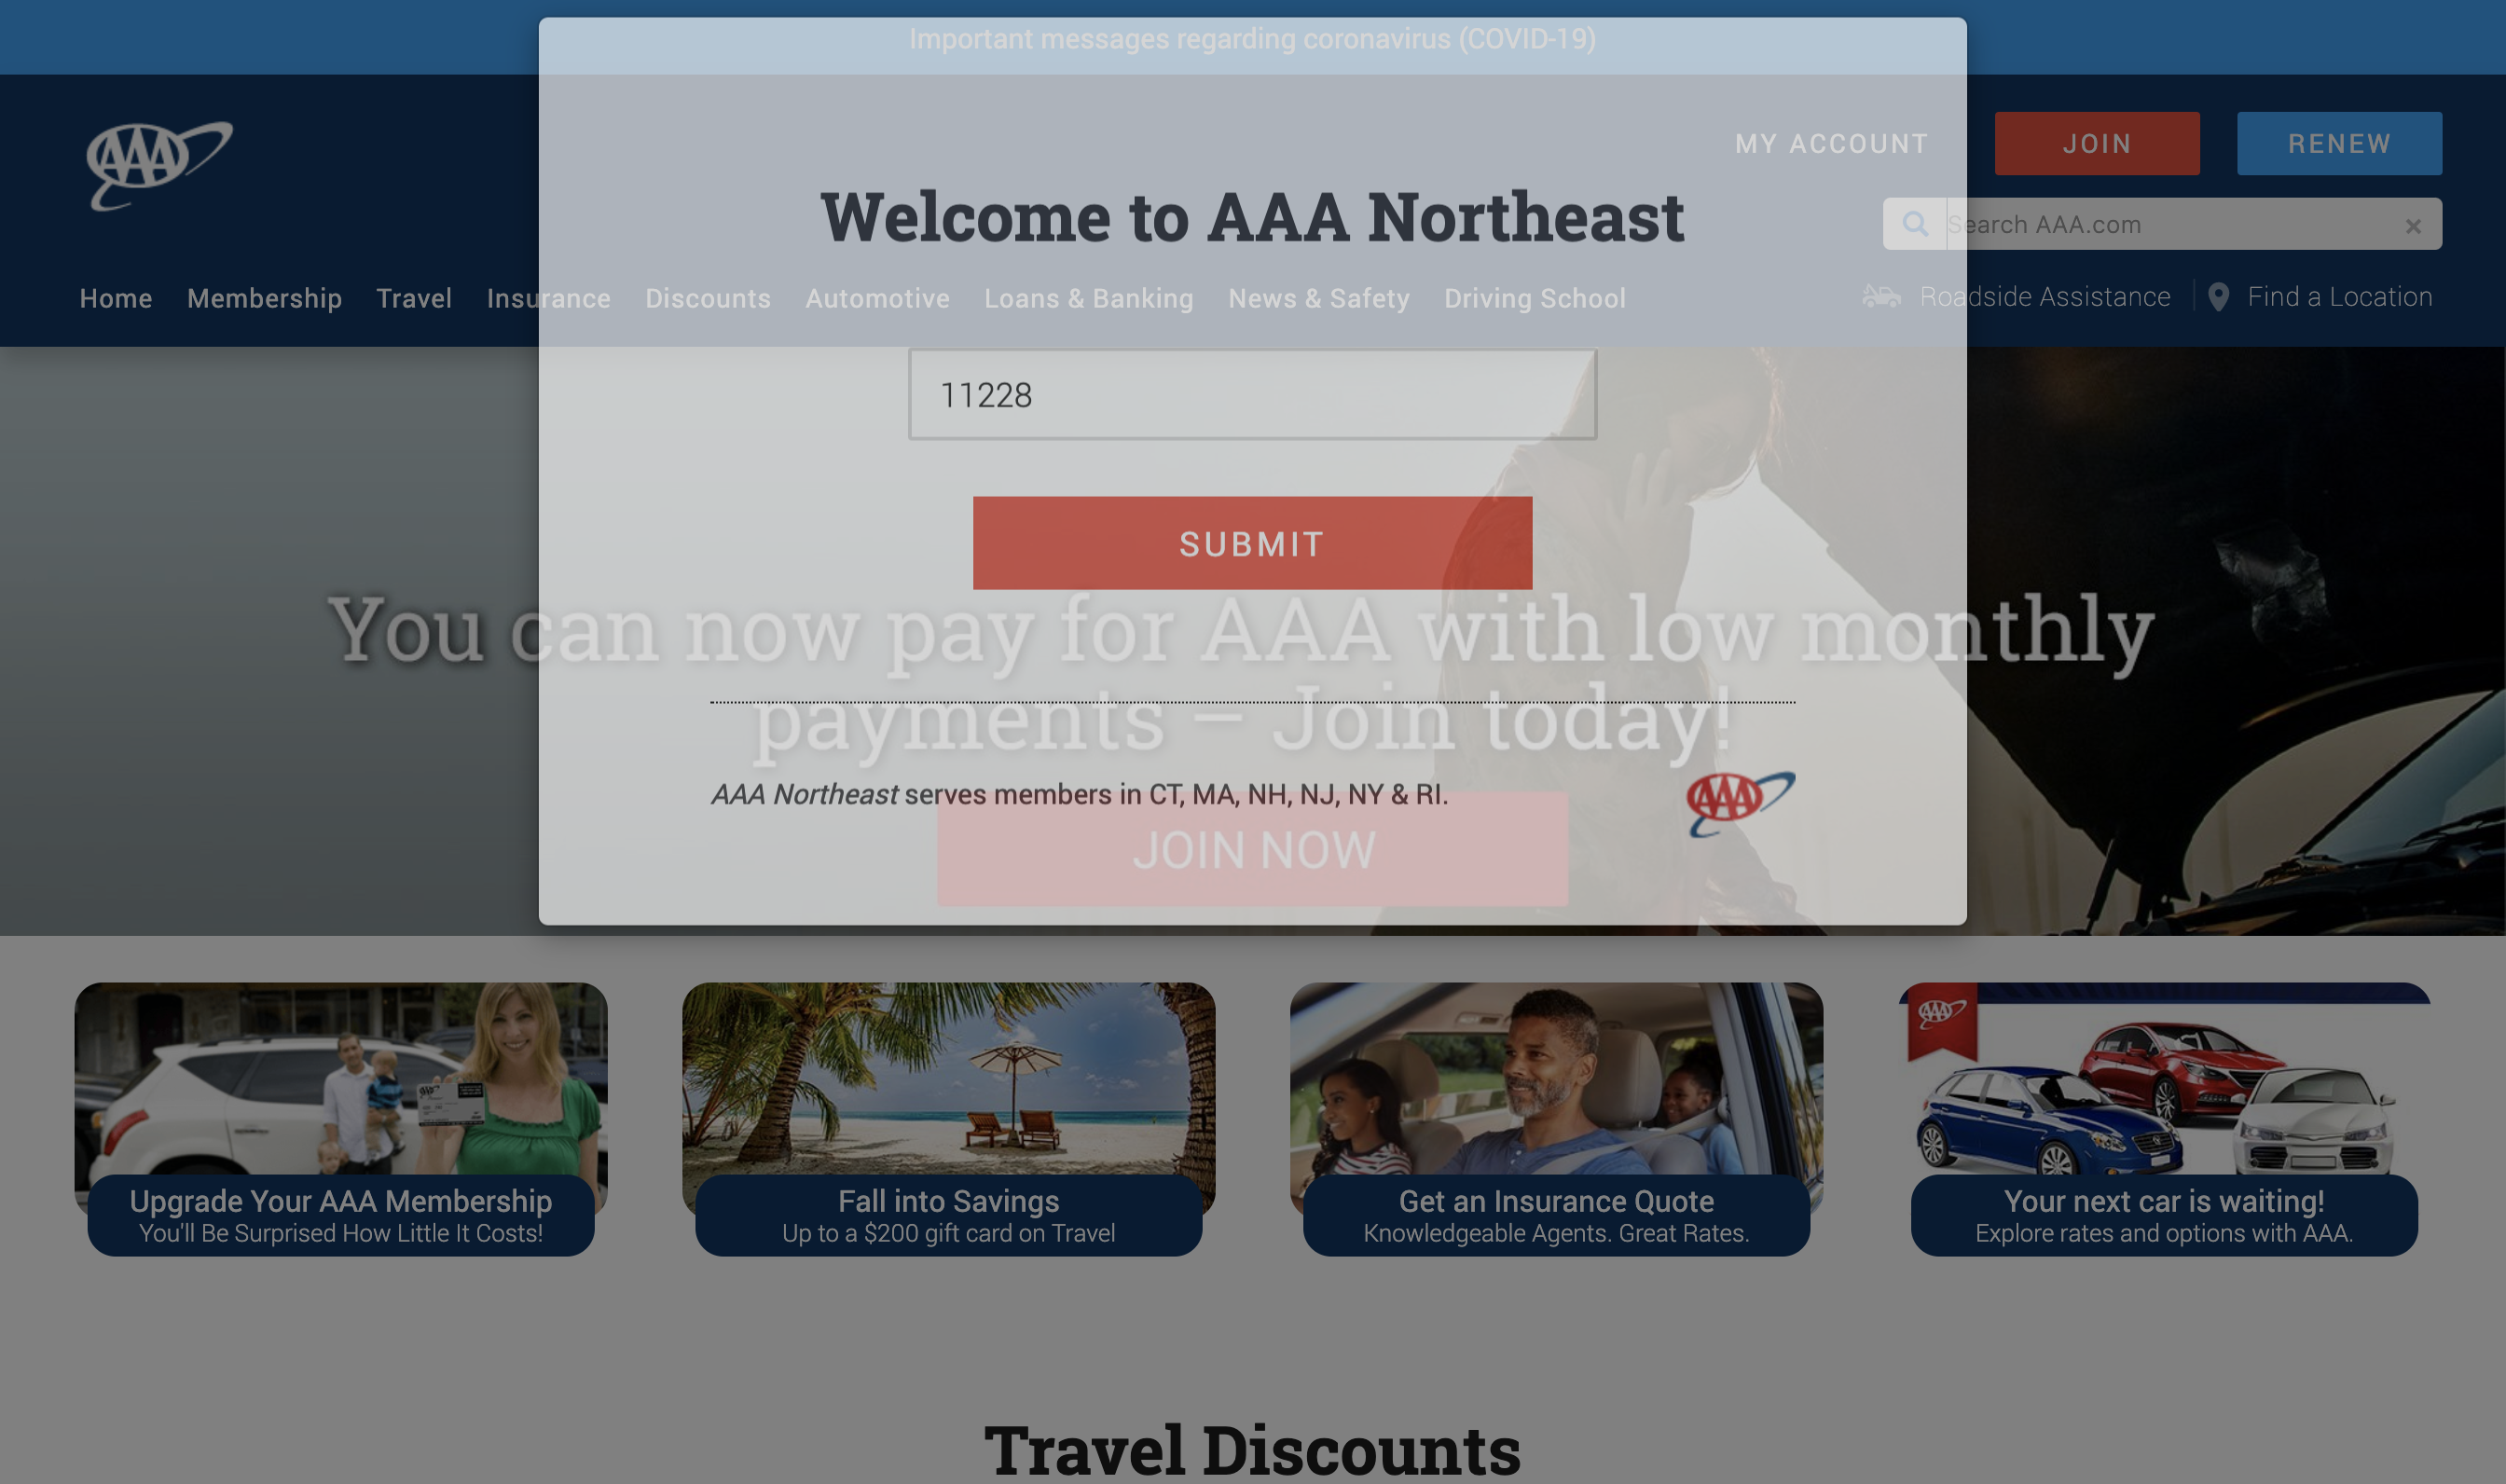 Important messages regarding coronavirus (COVID-19)
AAA
MY ACCOUNT
JOIN
RENEW
Welcome to AAA Northeast
Search AAA.com
Home
Membership
Travel
Insurance
Discounts
Automotive
Loans & Banking
News & Safety
Driving School
Roadside Assistance
Find a Location
11228
SUBMIT
You can now pay for AAA with low monthly
payments – Join today!
AAA Northeast serves members in CT, MA, NH, NJ, NY & RI.
AAA
JOIN NOW
AAA
Upgrade Your AAA Membership
You'll Be Surprised How Little It Costs!
Fall into Savings
Up to a $200 gift card on Travel
Get an Insurance Quote
Knowledgeable Agents. Great Rates.
Your next car is waiting!
Explore rates and options with AAA.
Travel Discounts